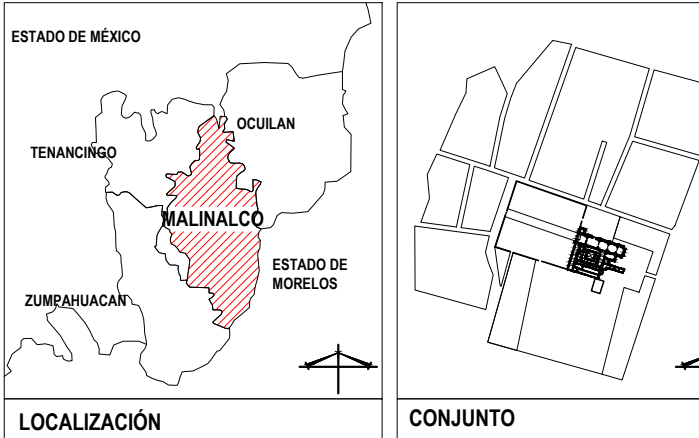 ESTADO DE MÉXICO
OCUILAN
TENANCINGO
MALINALCO
ESTADO DE
MORELOS
ZUMPAHUACAN
LOCALIZACIÓN
CONJUNTO